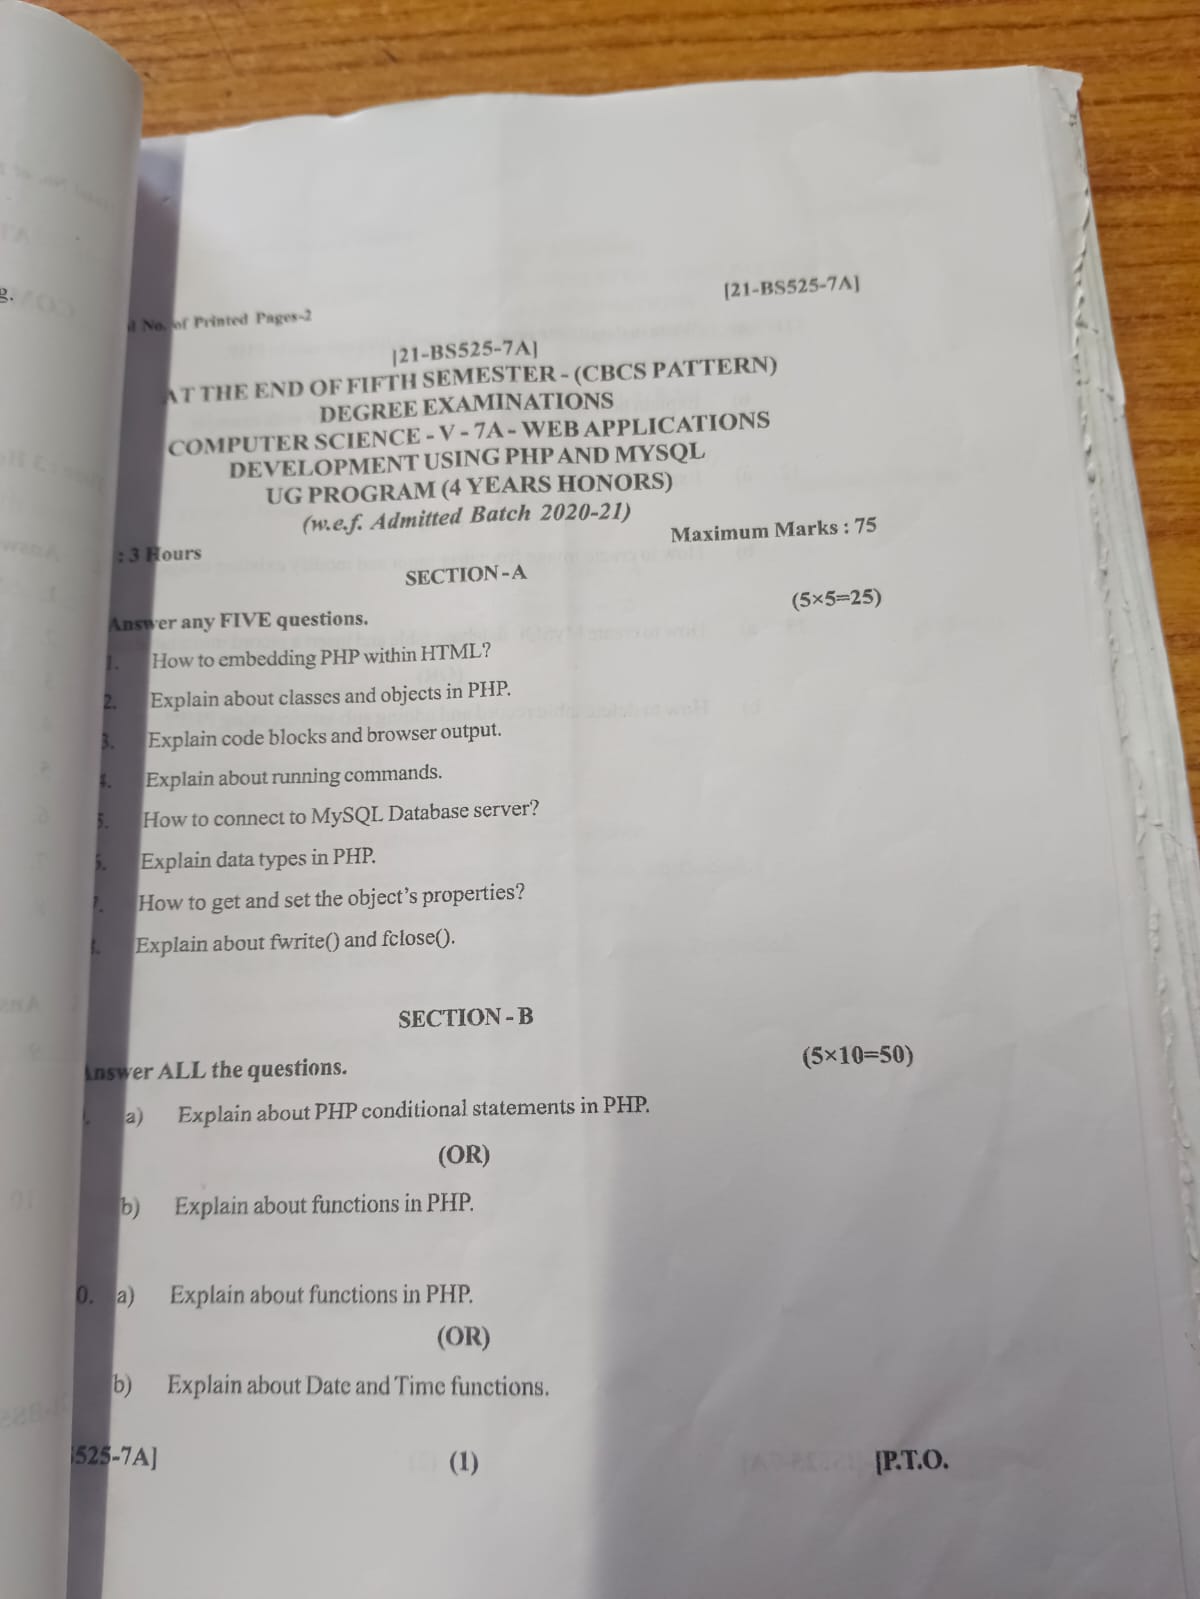 g.
[21-BS525-7A]
No. of Printed Pages-2
[21-BS525-7A]
AT THE END OF FIFTH SEMESTER - (CBCS PATTERN)
DEGREE EXAMINATIONS
COMPUTER SCIENCE - V - 7A - WEB APPLICATIONS
DEVELOPMENT USING PHP AND MYSQL
UG PROGRAM (4 YEARS HONORS)
(w.e.f. Admitted Batch 2020-21)
: 3 Hours Maximum Marks : 75
SECTION - A
Answer any FIVE questions. (5×5=25)
1. How to embedding PHP within HTML?
2. Explain about classes and objects in PHP.
3. Explain code blocks and browser output.
4. Explain about running commands.
5. How to connect to MySQL Database server?
6. Explain data types in PHP.
7. How to get and set the object's properties?
Explain about fwrite() and fclose().
SECTION - B
Answer ALL the questions. (5×10=50)
a) Explain about PHP conditional statements in PHP.
(OR)
b) Explain about functions in PHP.
0. a) Explain about functions in PHP.
(OR)
b) Explain about Date and Time functions.
525-7A] (1) [P.T.O.